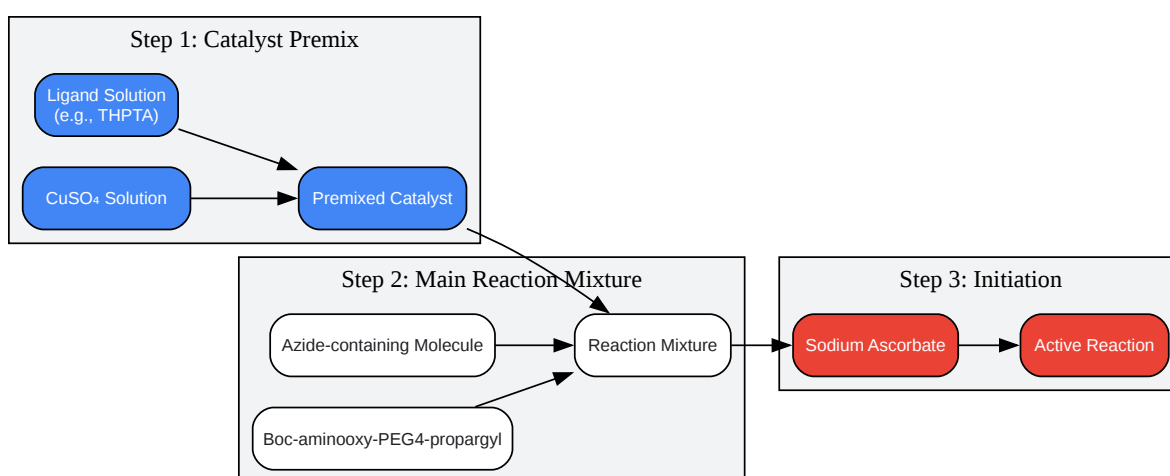 Step 1: Catalyst Premix
Ligand Solution
(e.g., THPTA)
CuSO₄ Solution
Premixed Catalyst
Step 2: Main Reaction Mixture
Azide-containing Molecule
Reaction Mixture
Boc-aminooxy-PEG4-propargyl
Step 3: Initiation
Sodium Ascorbate
Active Reaction